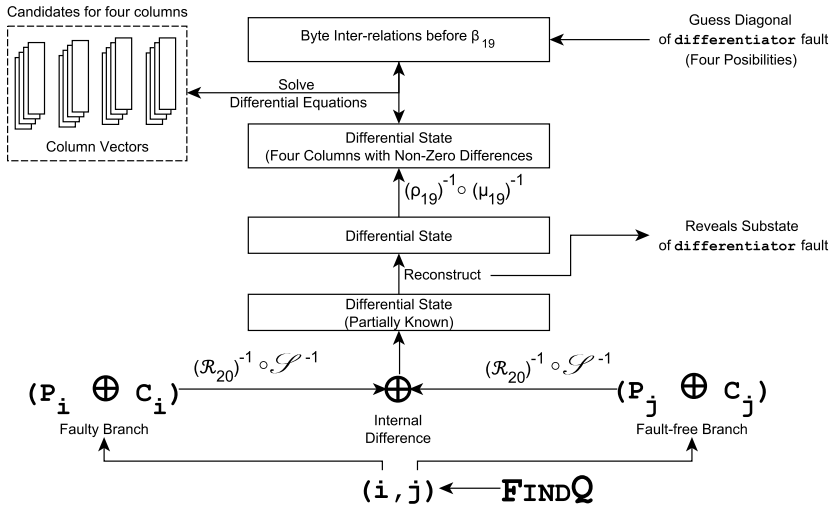 Candidates for four columns
Column Vectors
Byte Inter-relations before β19
Guess Diagonal
of differentiator fault
(Four Posibilities)
Solve
Differential Equations
Differential State
(Four Columns with Non-Zero Differences
(ρ19)-1 ○ (μ19)-1
Differential State
Reveals Substate
of differentiator fault
Reconstruct
Differential State
(Partially Known)
(ℛ20)-1 ○ 𝒮 -1
(ℛ20)-1 ○ 𝒮 -1
(Pi ⊕ Ci)
⊕
(Pj ⊕ Cj)
Faulty Branch
Internal
Difference
Fault-free Branch
(i,j)
FINDQ